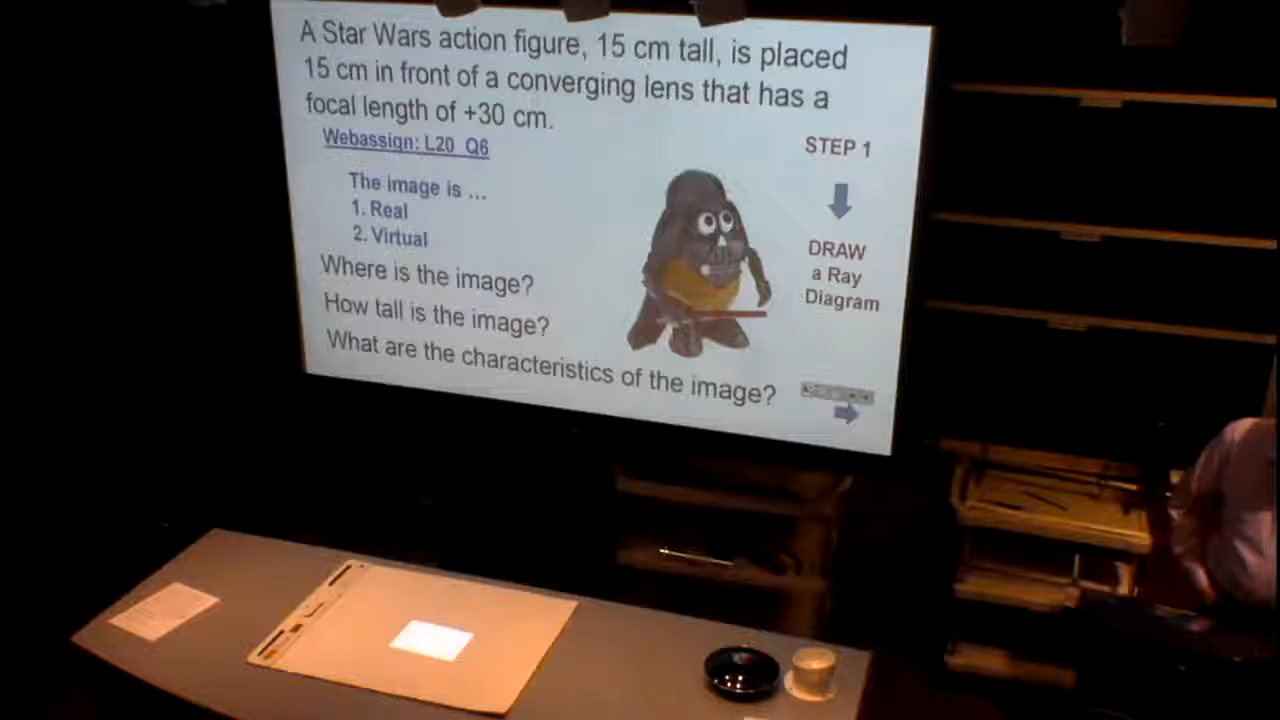 A Star Wars action figure, 15 cm tall, is placed
15 cm in front of a converging lens that has a
focal length of +30 cm.
Webassign: L20 Q6
The image is ...
1. Real
2. Virtual
Where is the image?
How tall is the image?
What are the characteristics of the image?
STEP 1
DRAW
a Ray
Diagram